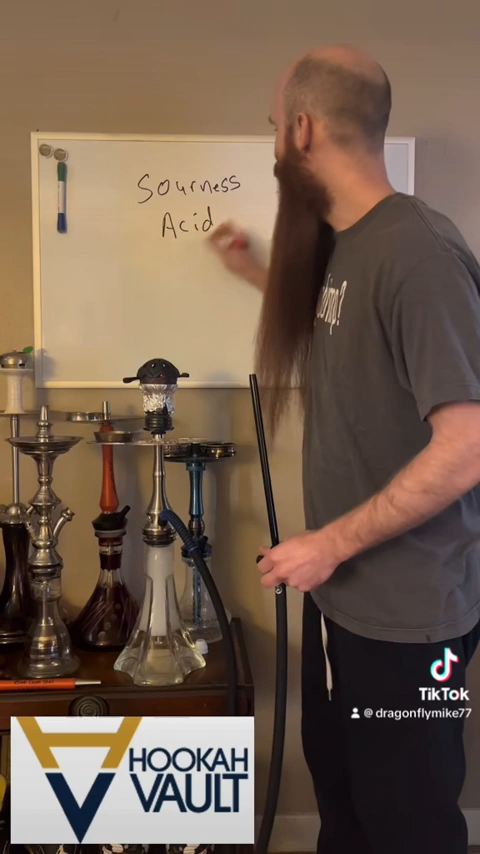 Sourness
Acid
TikTok
@ dragonflymike77
HOOKAH
VAULT